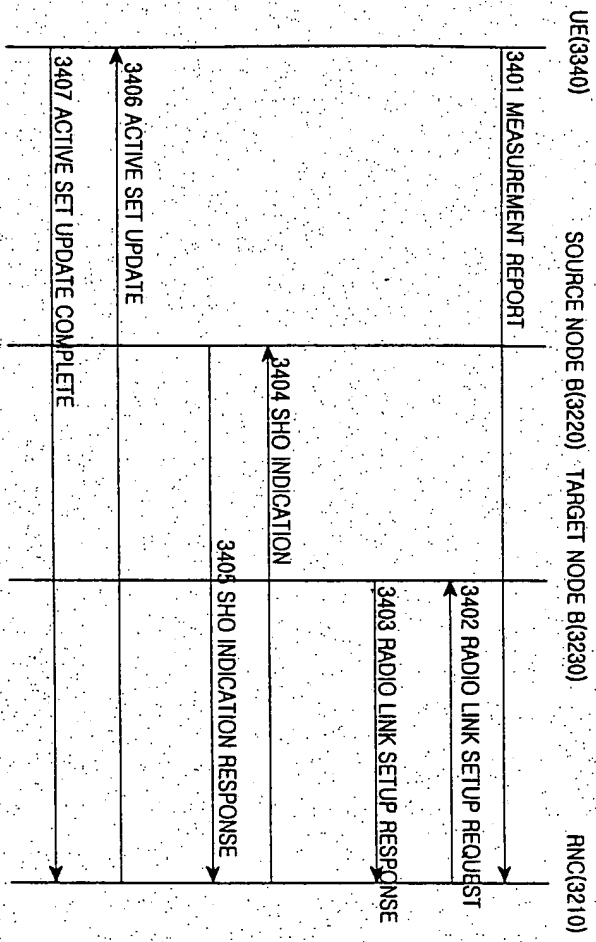 UE(3340)
SOURCE NODE B(3220)
TARGET NODE B(3230)
RNC(3210)
3401 MEASUREMENT REPORT
3402 RADIO LINK SETUP REQUEST
3403 RADIO LINK SETUP RESPONSE
3404 SHO INDICATION
3405 SHO INDICATION RESPONSE
3406 ACTIVE SET UPDATE
3407 ACTIVE SET UPDATE COMPLETE